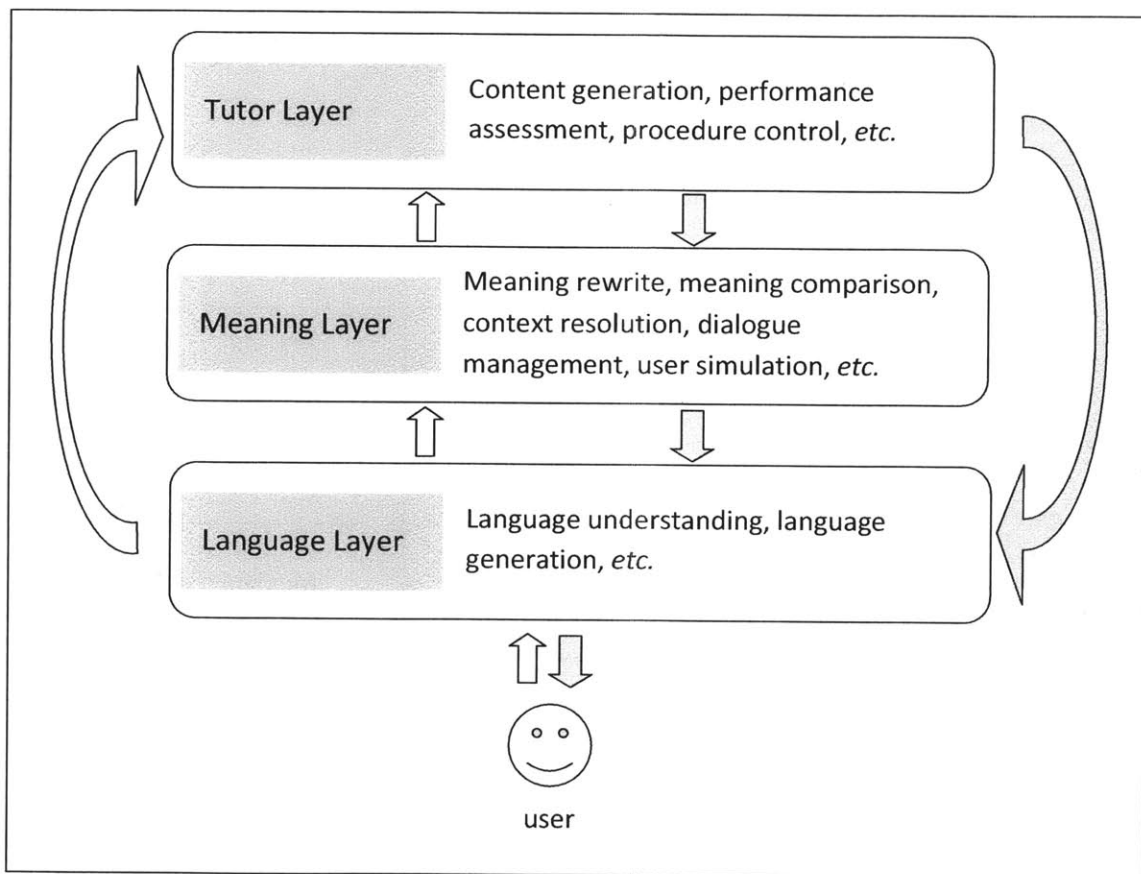 Tutor Layer
Content generation, performance
assessment, procedure control, etc.
Meaning Layer
Meaning rewrite, meaning comparison,
context resolution, dialogue
management, user simulation, etc.
Language Layer
Language understanding, language
generation, etc.
user